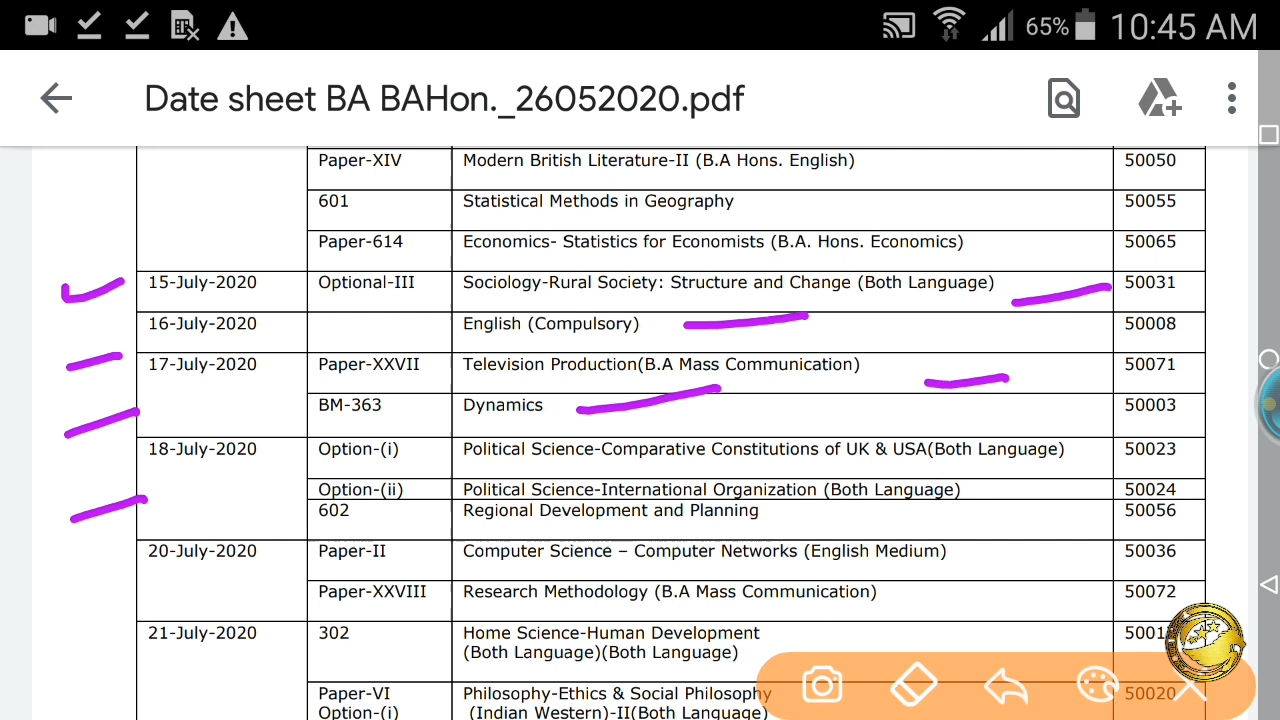 65% 10:45 AM
Date sheet BA BAHon._26052020.pdf
Paper-XIV Modern British Literature-II (B.A Hons. English) 50050
601 Statistical Methods in Geography 50055
Paper-614 Economics- Statistics for Economists (B.A. Hons. Economics) 50065
15-July-2020 Optional-III Sociology-Rural Society: Structure and Change (Both Language) 50031
16-July-2020 English (Compulsory) 50008
17-July-2020 Paper-XXVII Television Production(B.A Mass Communication) 50071
BM-363 Dynamics 50003
18-July-2020 Option-(i) Political Science-Comparative Constitutions of UK & USA(Both Language) 50023
Option-(ii) Political Science-International Organization (Both Language) 50024
602 Regional Development and Planning 50056
20-July-2020 Paper-II Computer Science – Computer Networks (English Medium) 50036
Paper-XXVIII Research Methodology (B.A Mass Communication) 50072
21-July-2020 302 Home Science-Human Development
(Both Language)(Both Language)
Paper-VI Philosophy-Ethics & Social Philosophy 50020
Option-(i) (Indian Western)-II(Both Language)